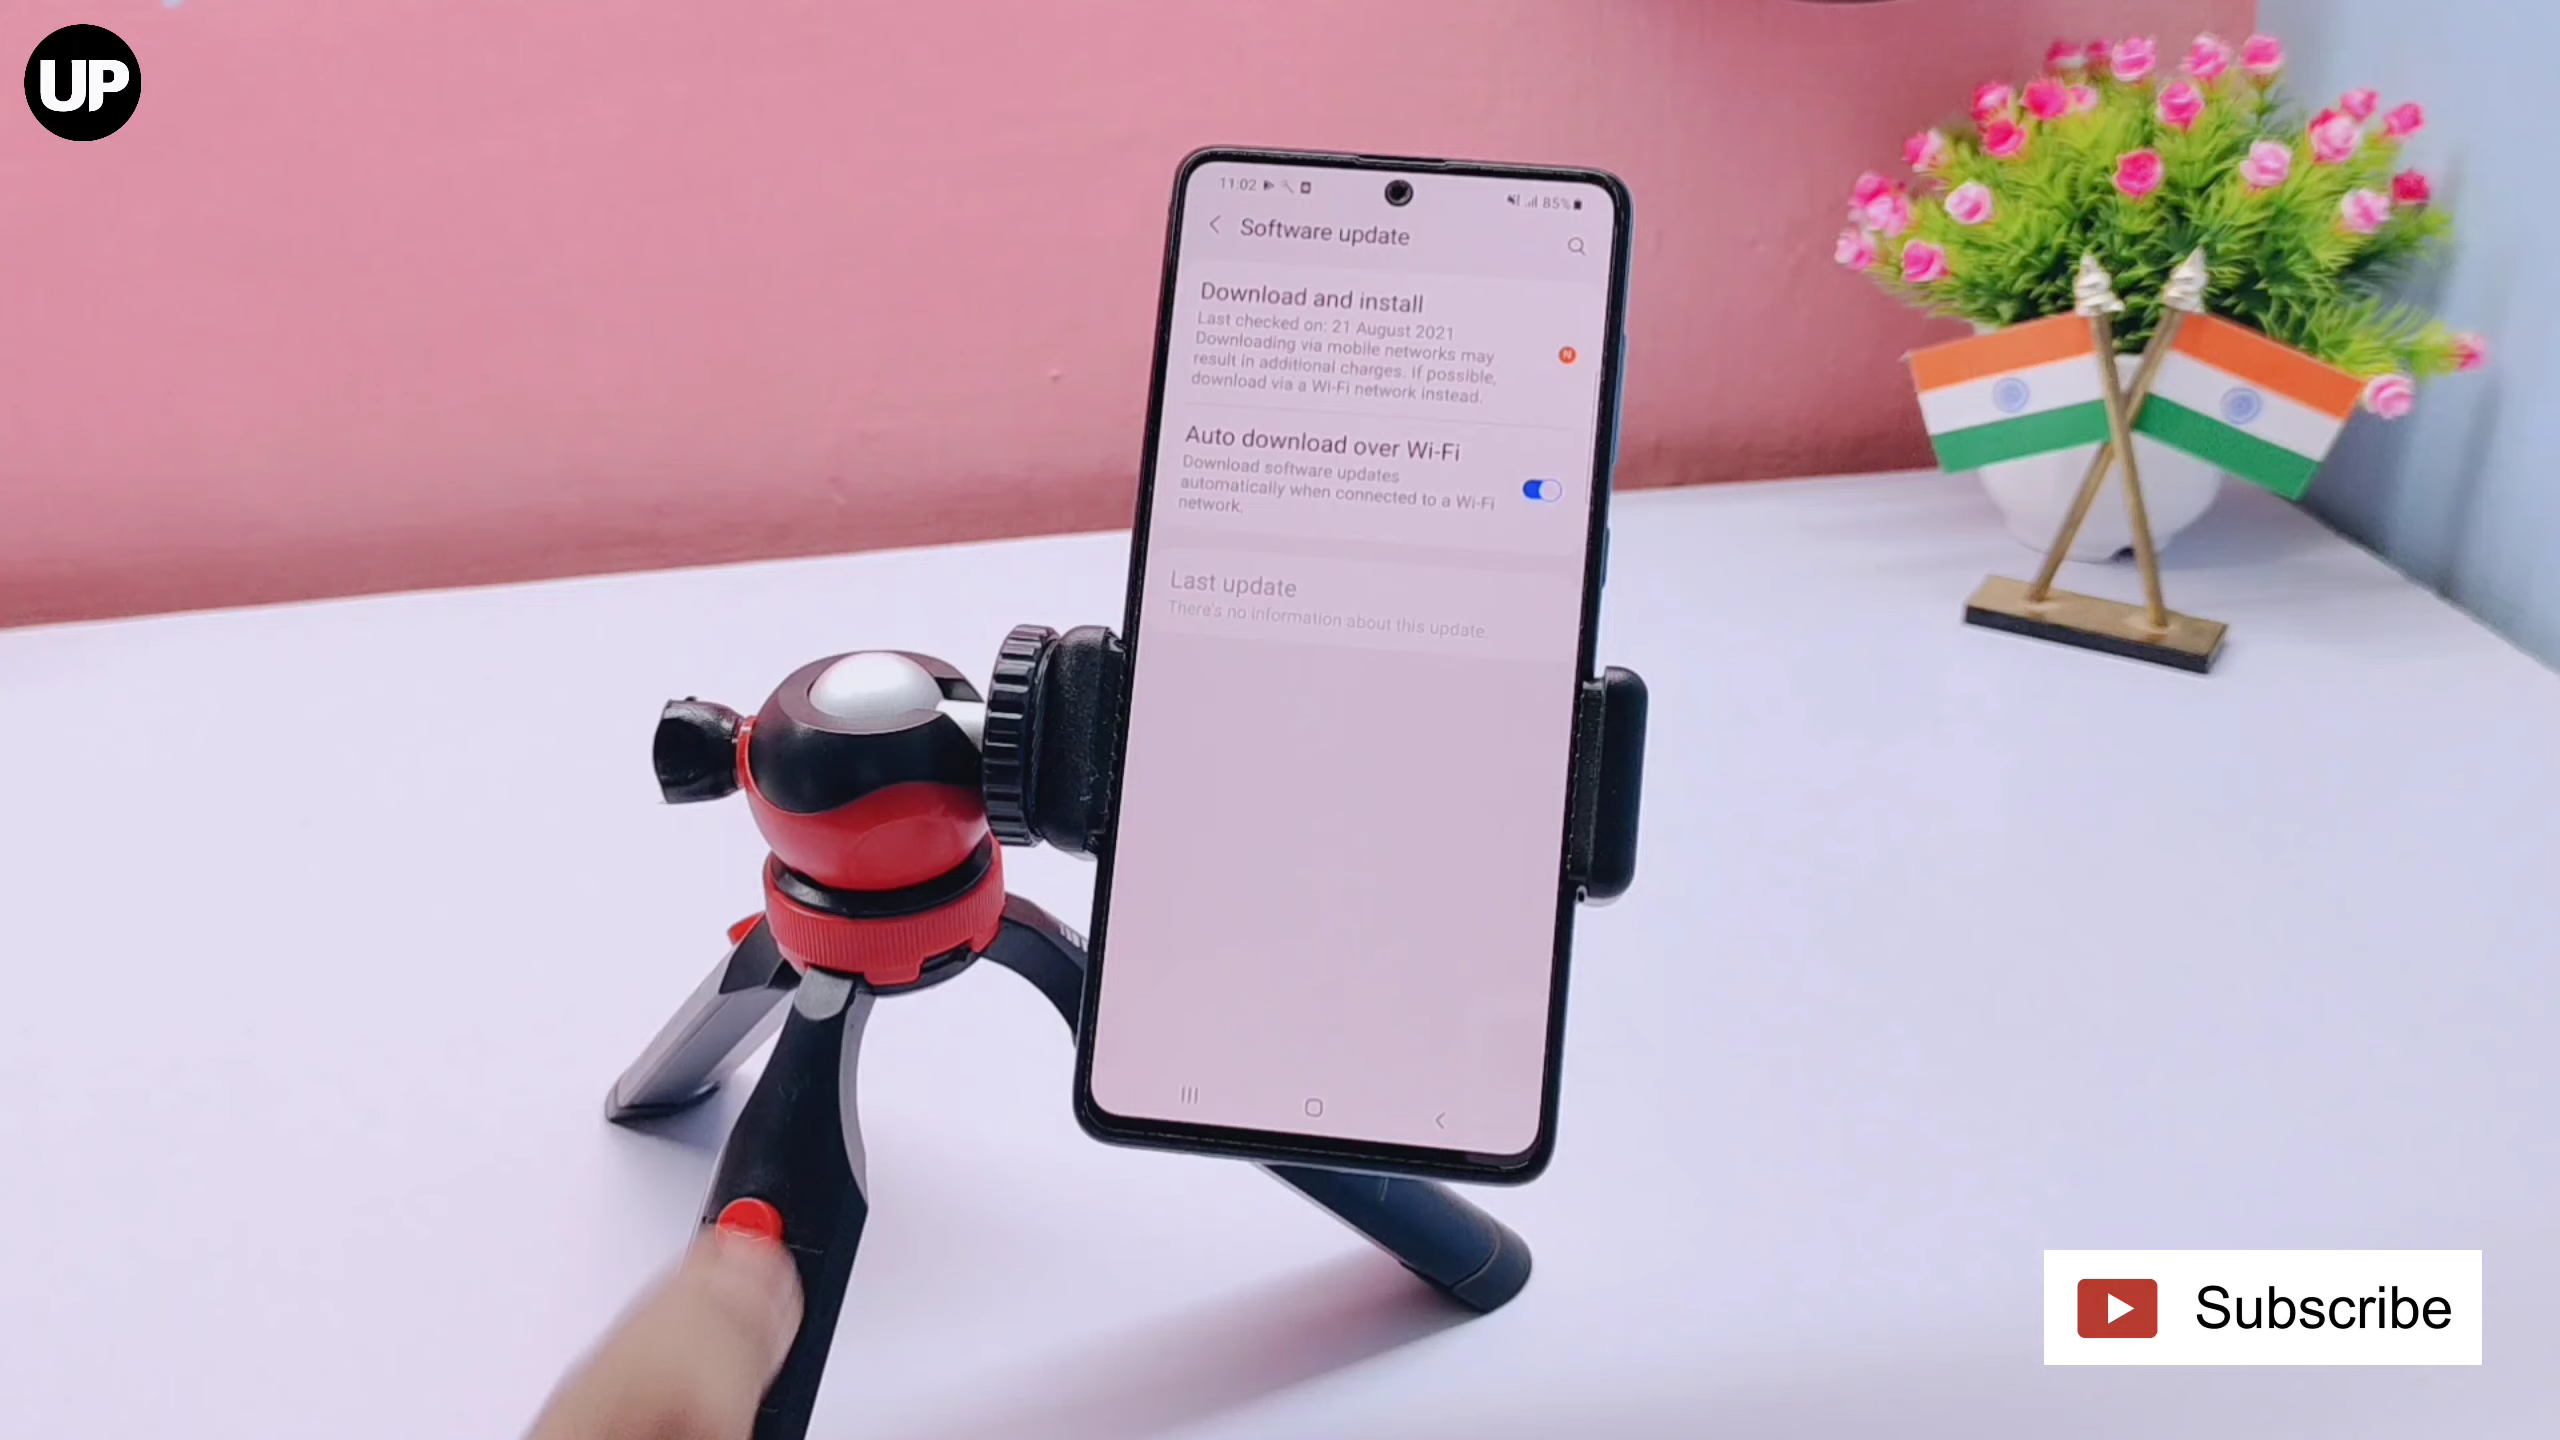 UP
11:02
85%
Software update
Download and install
Last checked on: 21 August 2021
Downloading via mobile networks may
result in additional charges. If possible,
download via a Wi-Fi network instead.
N
Auto download over Wi-Fi
Download software updates
automatically when connected to a Wi-Fi
network.
Last update
There's no information about this update.
Subscribe